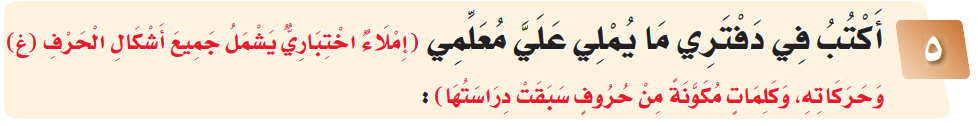 ٥ أَكْتُبُ فِي دَفْتَرِي مَا يُمْلِي عَلَيَّ مُعَلِّمِي (إِمْلَاءٌ اخْتِبَارِيٌّ يَشْمَلُ جَمِيعَ أَشْكَالِ الْحَرْفِ (غ)
وَحَرَكَاتِهِ، وَكَلِمَاتٍ مُكَوَّنَةً مِنْ حُرُوفٍ سَبَقَتْ دِرَاسَتُهَا) :